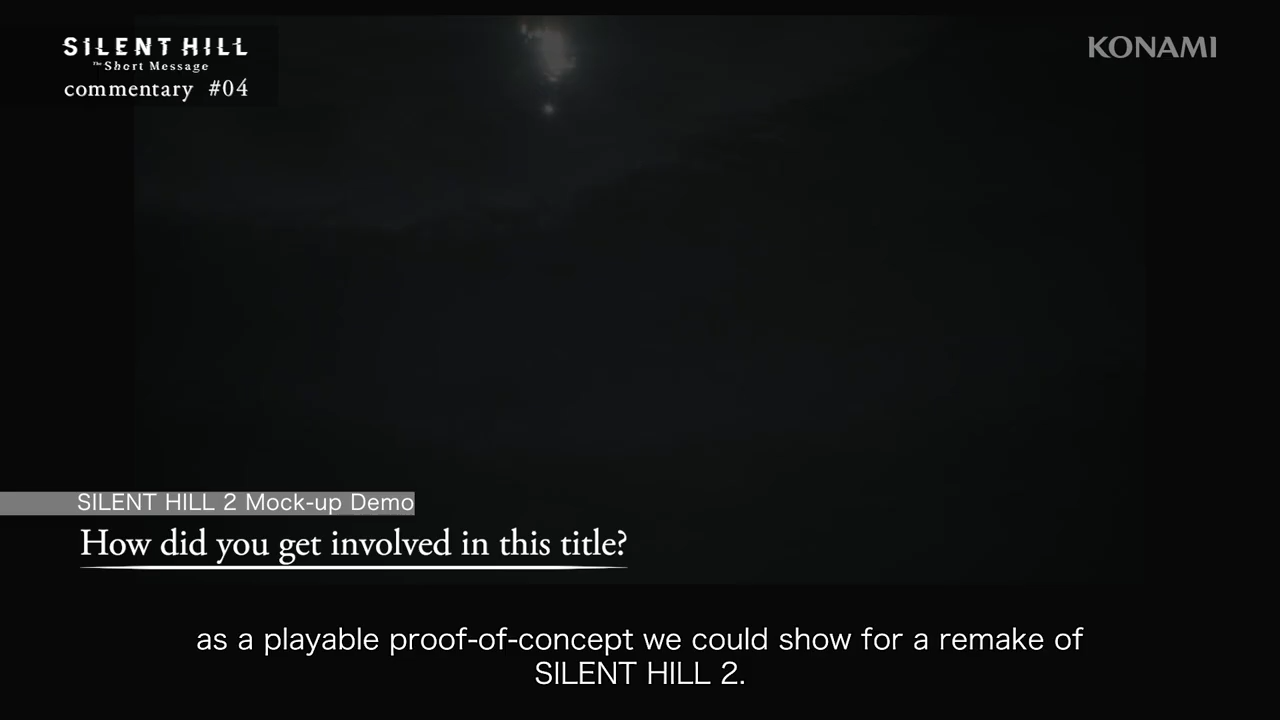 SILENT HILL
The Short Message
commentary #04
KONAMI
SILENT HILL 2 Mock-up Demo
How did you get involved in this title?
as a playable proof-of-concept we could show for a remake of
SILENT HILL 2.